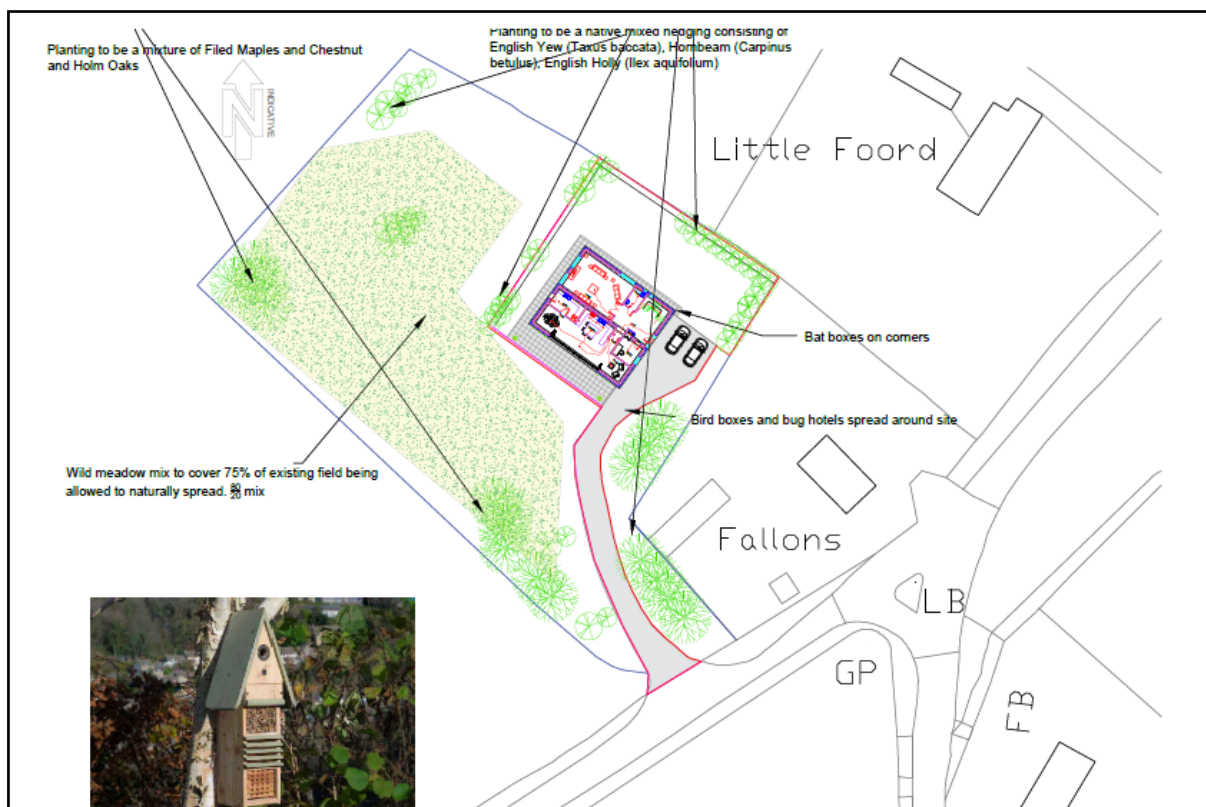 Planting to be a mixture of Filed Maples and Chestnut
and Holm Oaks
Planting to be a native mixed hedging consisting of
English Yew (Taxus baccata), Hornbeam (Carpinus
betulus), English Holly (Ilex aquifolium)
N
INDICATIVE
Little Foord
Bat boxes on corners
Bird boxes and bug hotels spread around site
Wild meadow mix to cover 75% of existing field being
allowed to naturally spread. 80/20 mix
Fallons
LB
GP
FB